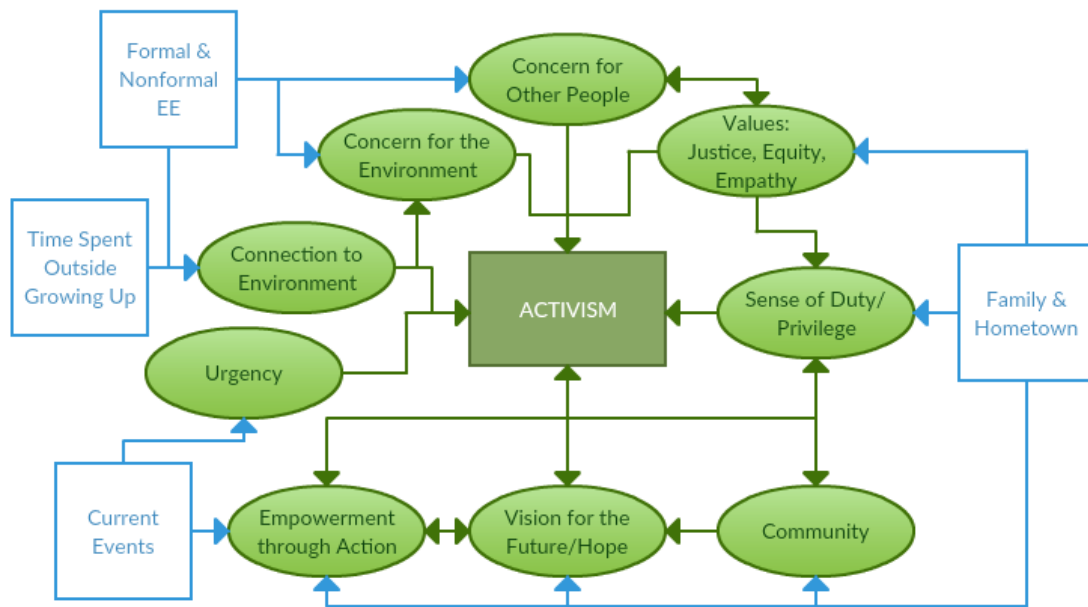 Formal &
Nonformal
EE
Concern for
Other People
Concern for the
Environment
Values:
Justice, Equity,
Empathy
Time Spent
Outside
Growing Up
Connection to
Environment
ACTIVISM
Sense of Duty/
Privilege
Family &
Hometown
Urgency
Current
Events
Empowerment
through Action
Vision for the
Future/Hope
Community